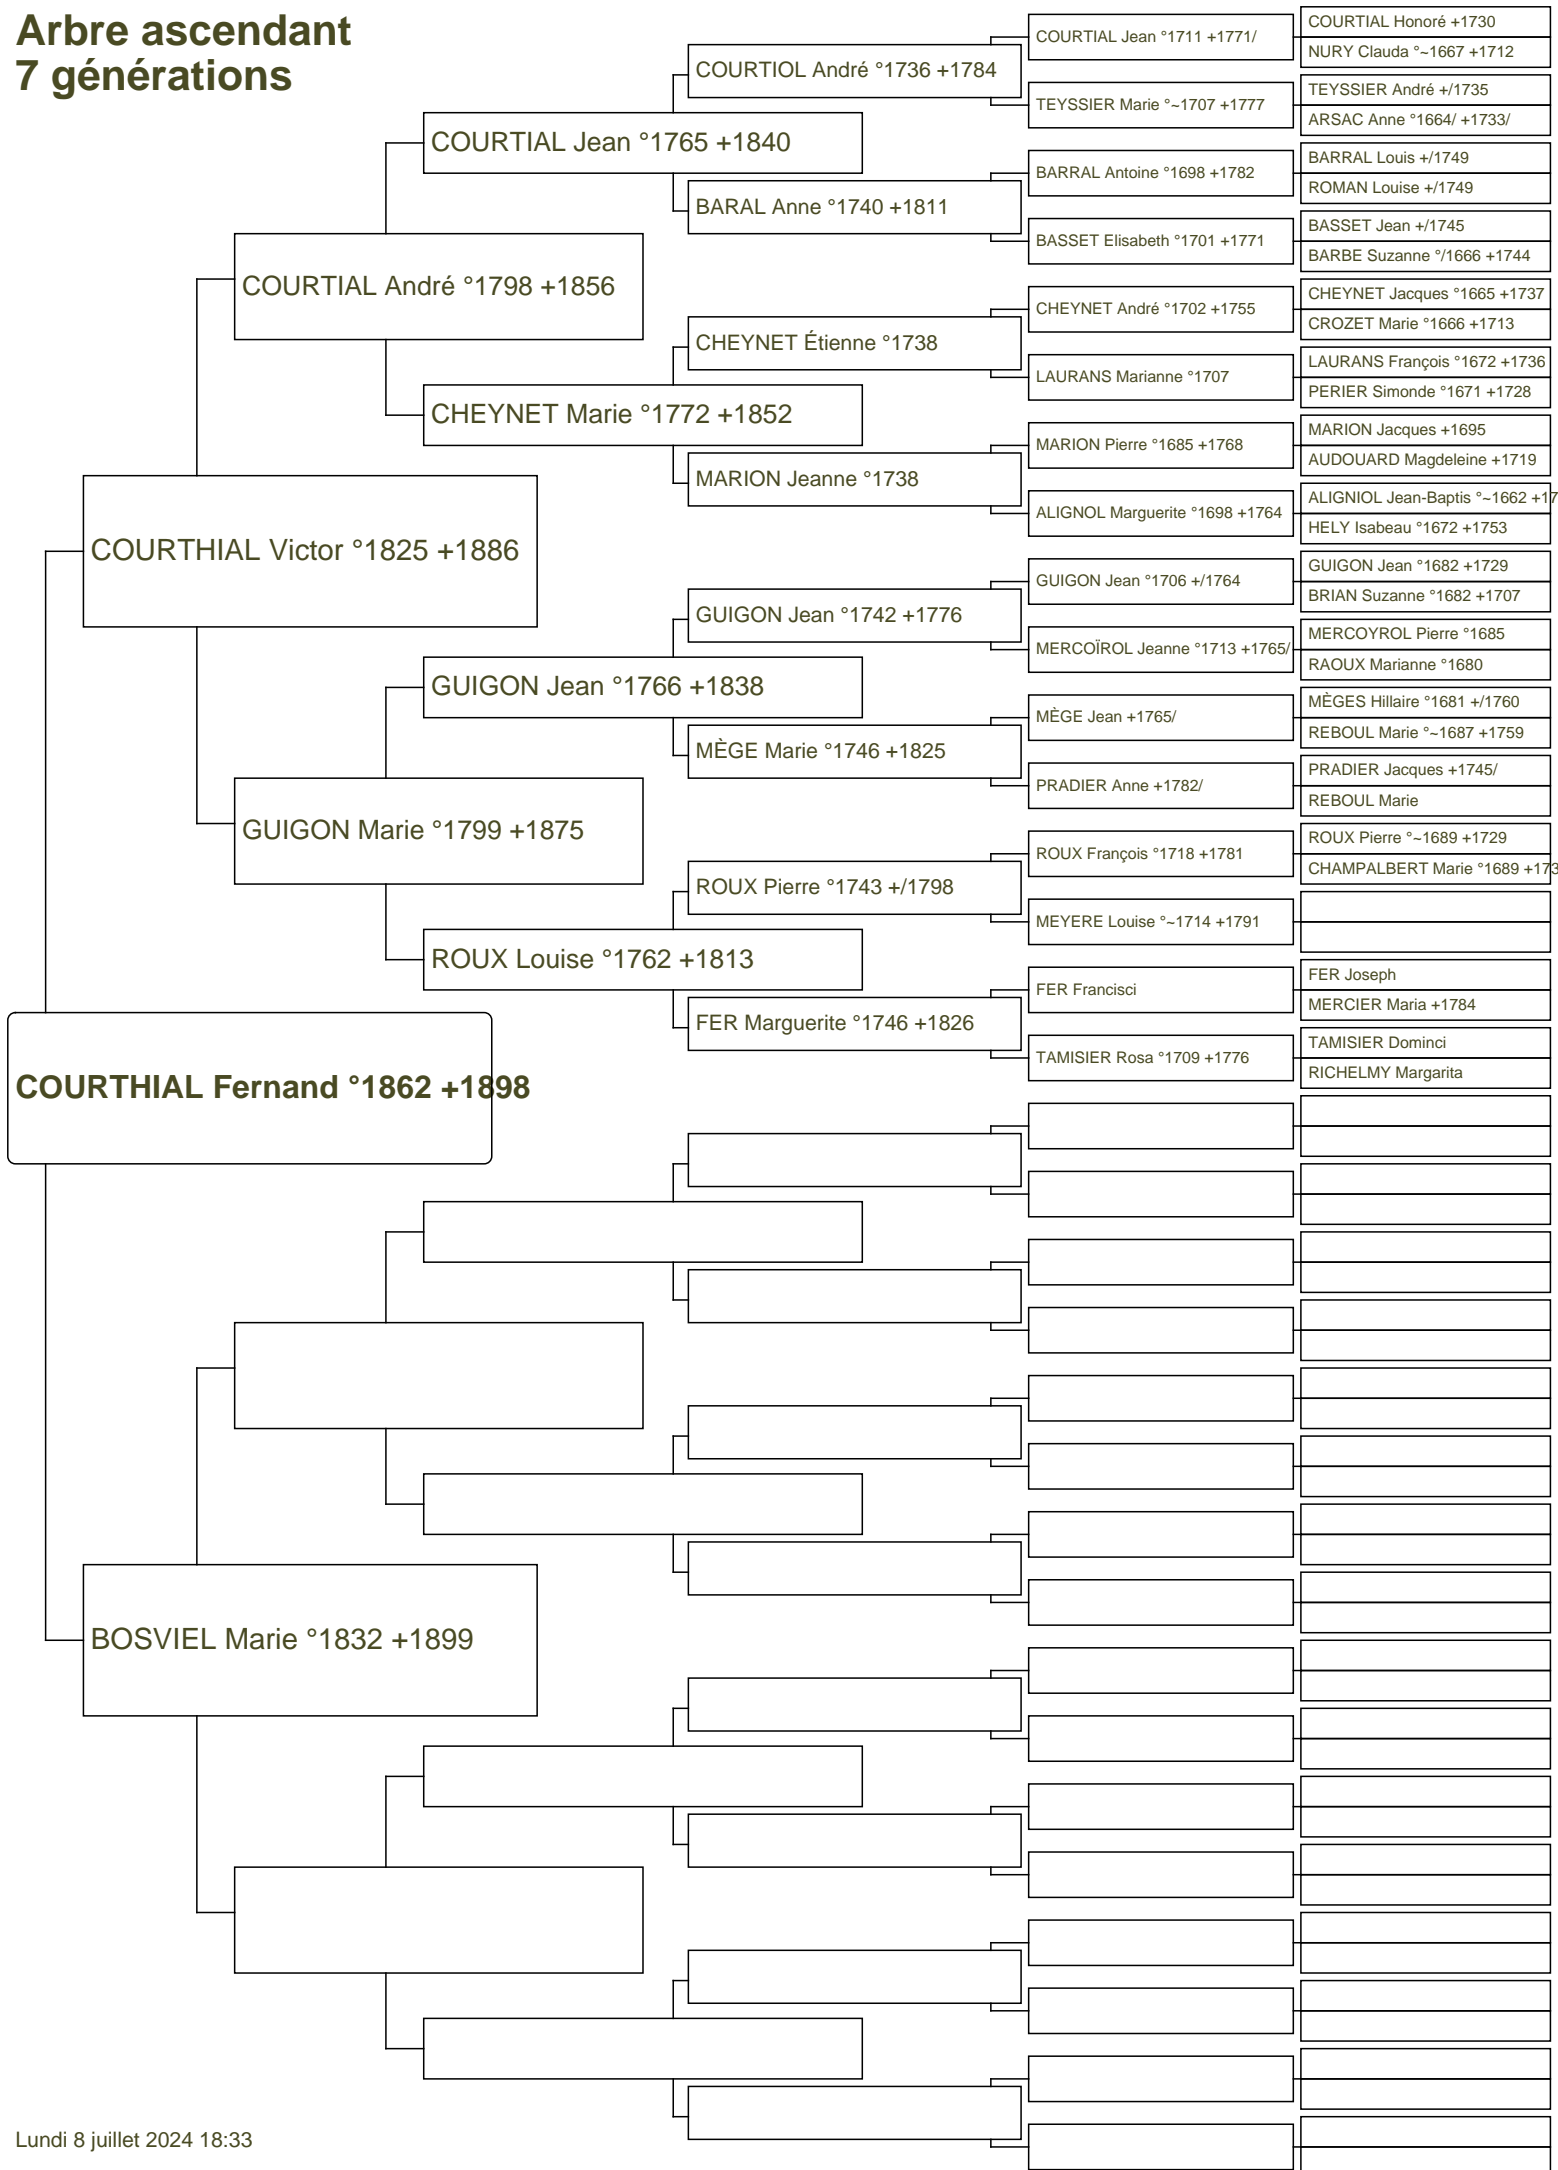 Arbre ascendant
7 générations
COURTIAL Honoré +1730
COURTIAL Jean °1711 +1771/
NURY Clauda °~1667 +1712
COURTIOL André °1736 +1784
TEYSSIER André +/1735
TEYSSIER Marie °~1707 +1777
ARSAC Anne °1664/ +1733/
COURTIAL Jean °1765 +1840
BARRAL Louis +/1749
BARRAL Antoine °1698 +1782
ROMAN Louise +/1749
BARAL Anne °1740 +1811
BASSET Jean +/1745
BASSET Elisabeth °1701 +1771
BARBE Suzanne °/1666 +1744
COURTIAL André °1798 +1856
CHEYNET Jacques °1665 +1737
CHEYNET André °1702 +1755
CROZET Marie °1666 +1713
CHEYNET Étienne °1738
LAURANS François °1672 +1736
LAURANS Marianne °1707
PERIER Simonde °1671 +1728
CHEYNET Marie °1772 +1852
MARION Jacques +1695
MARION Pierre °1685 +1768
AUDOUARD Magdeleine +1719
MARION Jeanne °1738
ALIGNIOL Jean-Baptis °~1662 +17
ALIGNOL Marguerite °1698 +1764
HELY Isabeau °1672 +1753
COURTHIAL Victor °1825 +1886
GUIGON Jean °1682 +1729
GUIGON Jean °1706 +/1764
BRIAN Suzanne °1682 +1707
GUIGON Jean °1742 +1776
MERCOYROL Pierre °1685
MERCOÏROL Jeanne °1713 +1765/
RAOUX Marianne °1680
GUIGON Jean °1766 +1838
MÈGES Hillaire °1681 +/1760
MÈGE Jean +1765/
REBOUL Marie °~1687 +1759
MÈGE Marie °1746 +1825
PRADIER Jacques +1745/
PRADIER Anne +1782/
REBOUL Marie
GUIGON Marie °1799 +1875
ROUX Pierre °~1689 +1729
ROUX François °1718 +1781
CHAMPALBERT Marie °1689 +173
ROUX Pierre °1743 +/1798
MEYERE Louise °~1714 +1791
ROUX Louise °1762 +1813
FER Joseph
FER Francisci
MERCIER Maria +1784
FER Marguerite °1746 +1826
TAMISIER Dominci
TAMISIER Rosa °1709 +1776
RICHELMY Margarita
COURTHIAL Fernand °1862 +1898
BOSVIEL Marie °1832 +1899
Lundi 8 juillet 2024 18:33